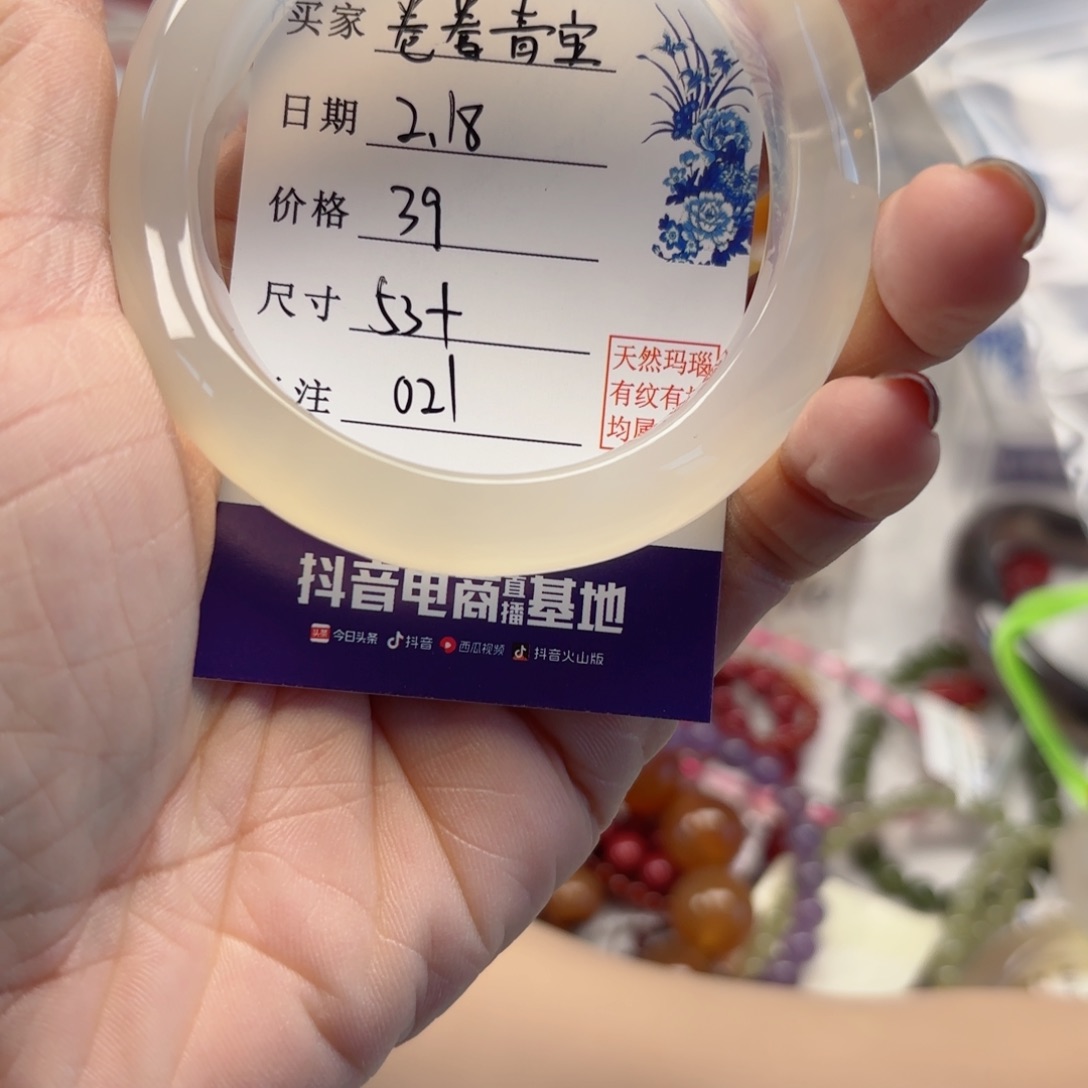 买家 卷卷青宝
日期 2.18
价格 39
尺寸 53+
注 021
天然玛瑙
有纹有
均属
抖音电商直播基地
头条 今日头条 抖音 西瓜视频 抖音火山版